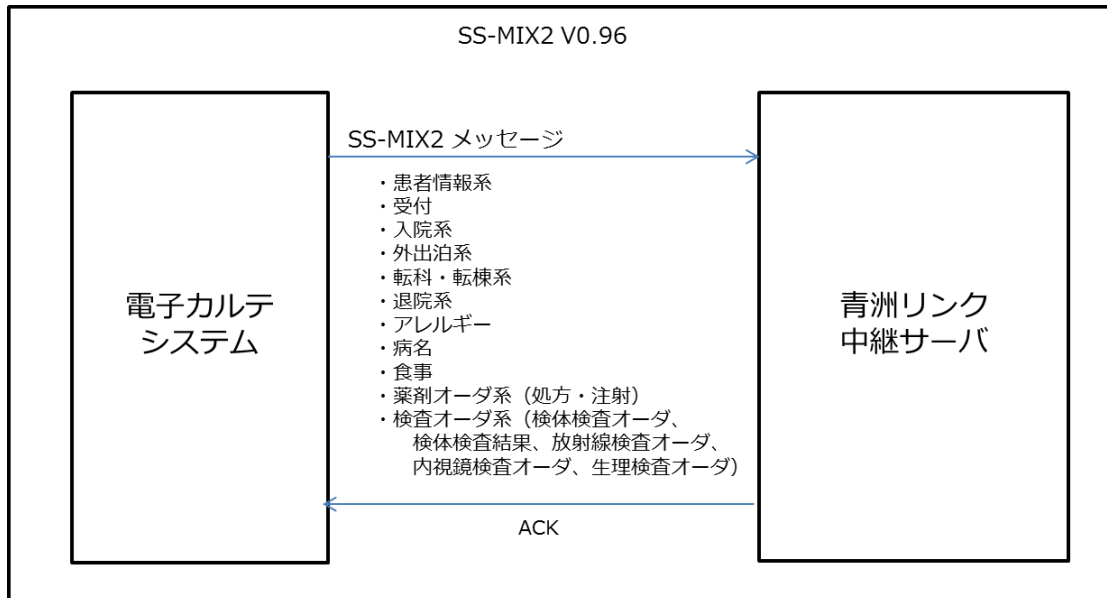 SS-MIX2 V0.96
電子カルテ
システム
SS-MIX2 メッセージ
・患者情報系
・受付
・入院系
・外出泊系
・転科・転棟系
・退院系
・アレルギー
・病名
・食事
・薬剤オーダ系（処方・注射）
・検査オーダ系（検体検査オーダ、
検体検査結果、放射線検査オーダ、
内視鏡検査オーダ、生理検査オーダ）
ACK
青洲リンク
中継サーバ